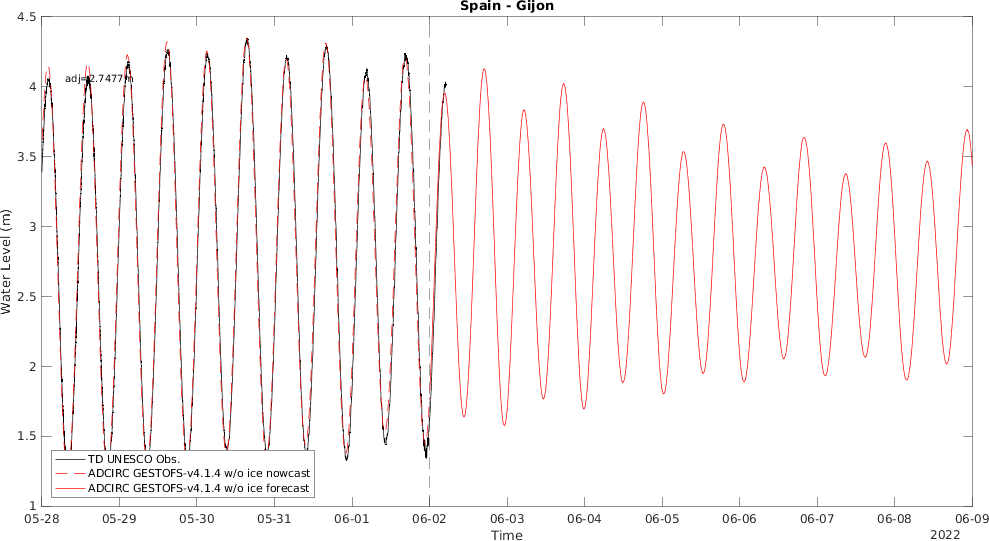 Spain - Gijon
4.5
4
3.5
3
2.5
2
1.5
1
Water Level (m)
adj=2.7477m
TD UNESCO Obs.
ADCIRC GESTOFS-v4.1.4 w/o ice nowcast
ADCIRC GESTOFS-v4.1.4 w/o ice forecast
05-28 05-29 05-30 05-31 06-01 06-02 06-03 06-04 06-05 06-06 06-07 06-08 06-09
Time
2022